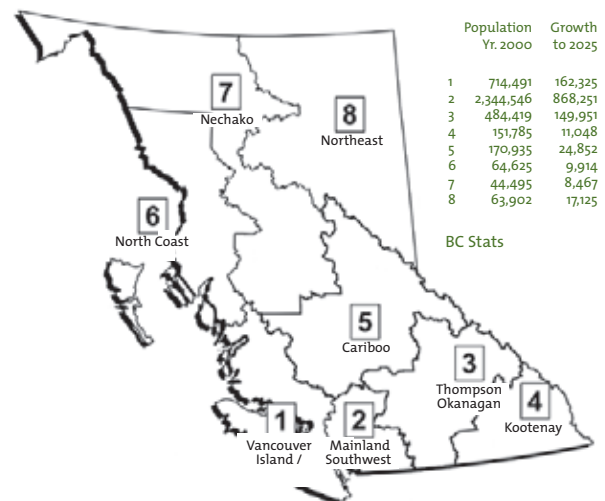 Population Growth
Yr. 2000 to 2025
1 714,491 162,325
2 2,344,546 868,251
3 484,419 149,951
4 151,785 11,048
5 170,935 24,852
6 64,625 9,914
7 44,495 8,467
8 63,902 17,125
BC Stats
7
Nechako
8
Northeast
6
North Coast
5
Cariboo
3
Thompson
Okanagan
4
Kootenay
1
Vancouver
Island /
2
Mainland
Southwest